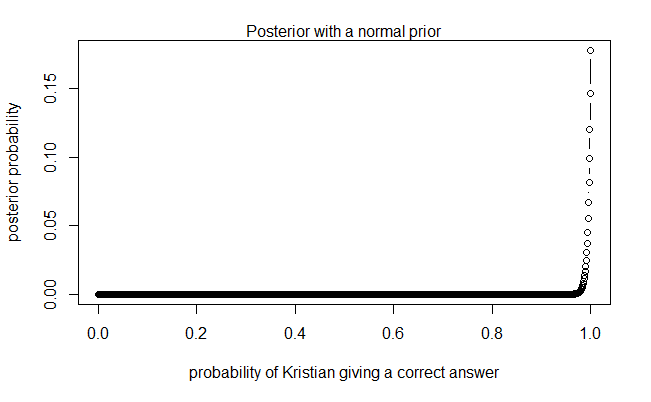 Posterior with a normal prior
posterior probability
0.15
0.10
0.05
0.00
0.0 0.2 0.4 0.6 0.8 1.0
probability of Kristian giving a correct answer